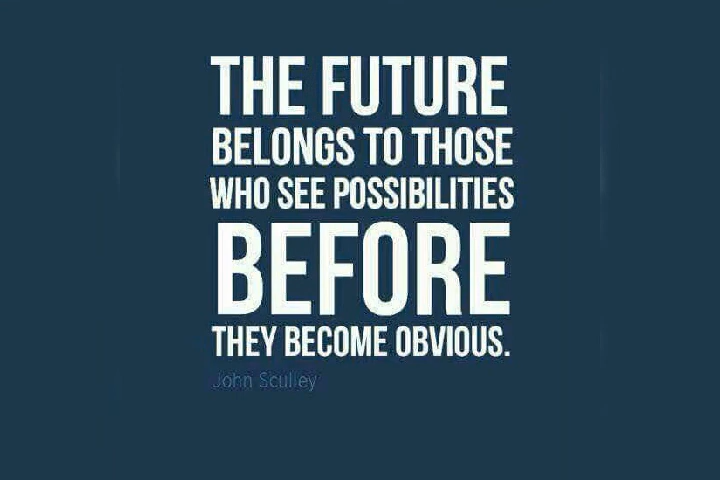 THE FUTURE
BELONGS TO THOSE
WHO SEE POSSIBILITIES
BEFORE
THEY BECOME OBVIOUS.
John Sculley